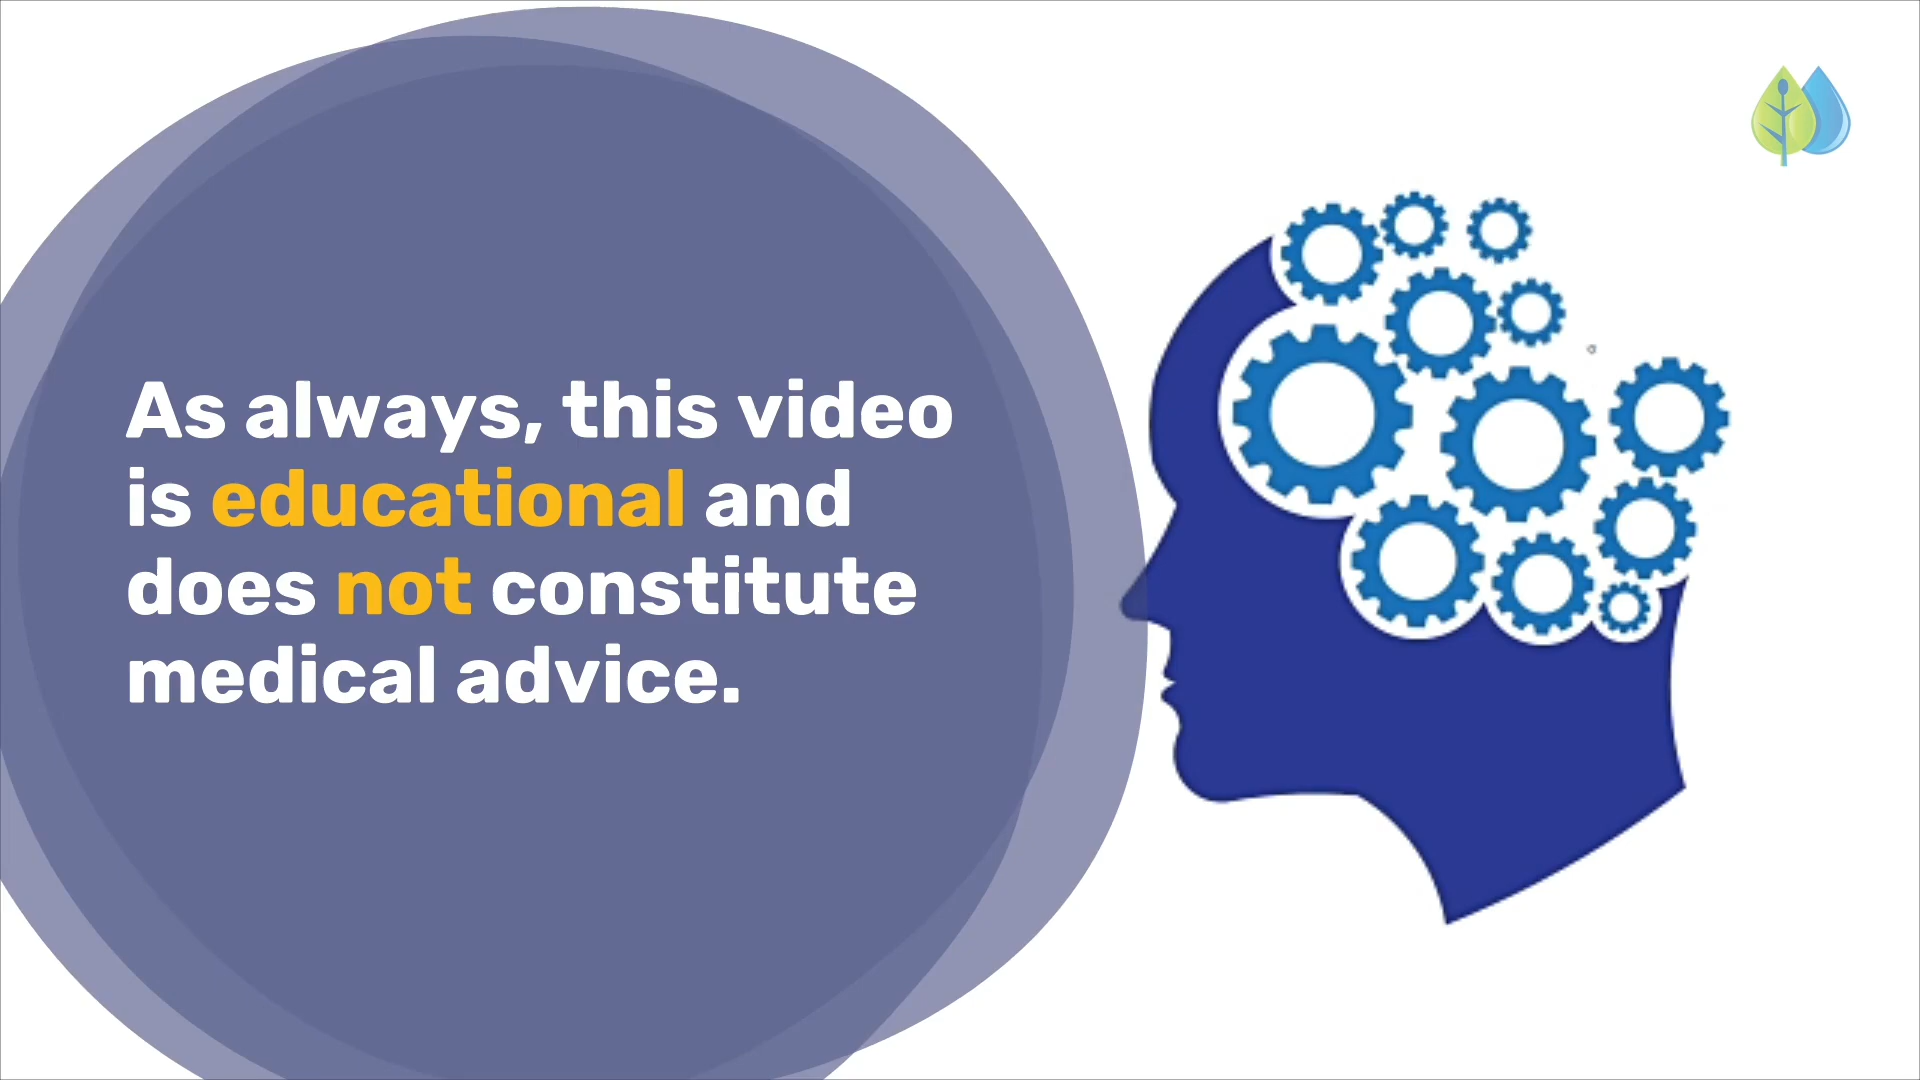 As always, this video
is educational and
does not constitute
medical advice.